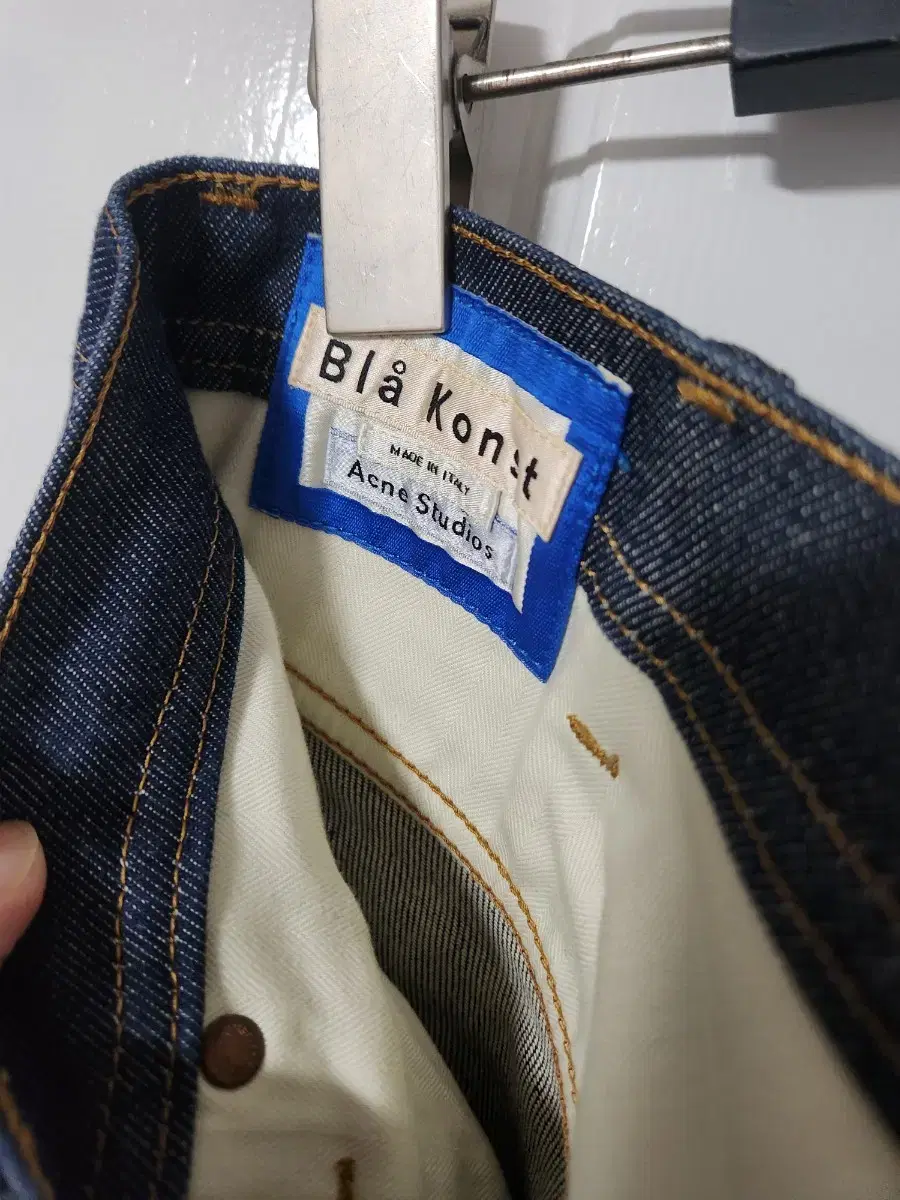 Blå Konst
MADE IN ITALY
Acne Studios